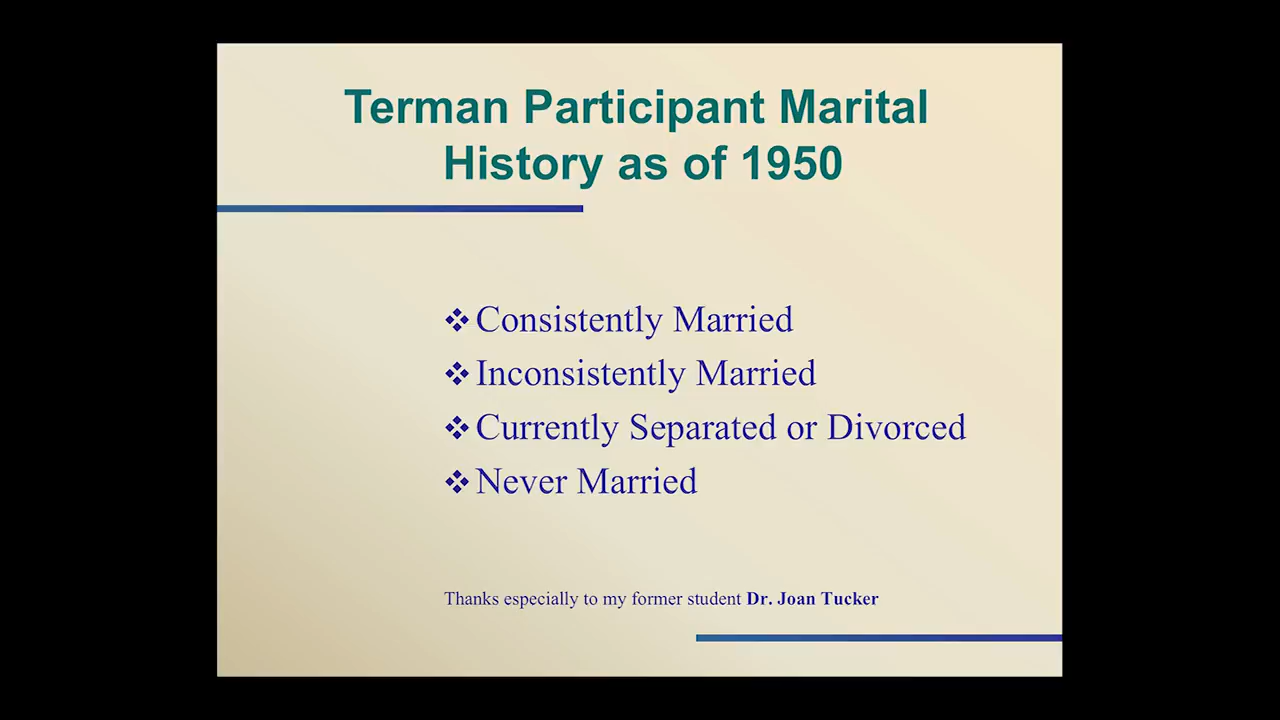 Terman Participant Marital
History as of 1950
❖ Consistently Married
❖ Inconsistently Married
❖ Currently Separated or Divorced
❖ Never Married
Thanks especially to my former student Dr. Joan Tucker